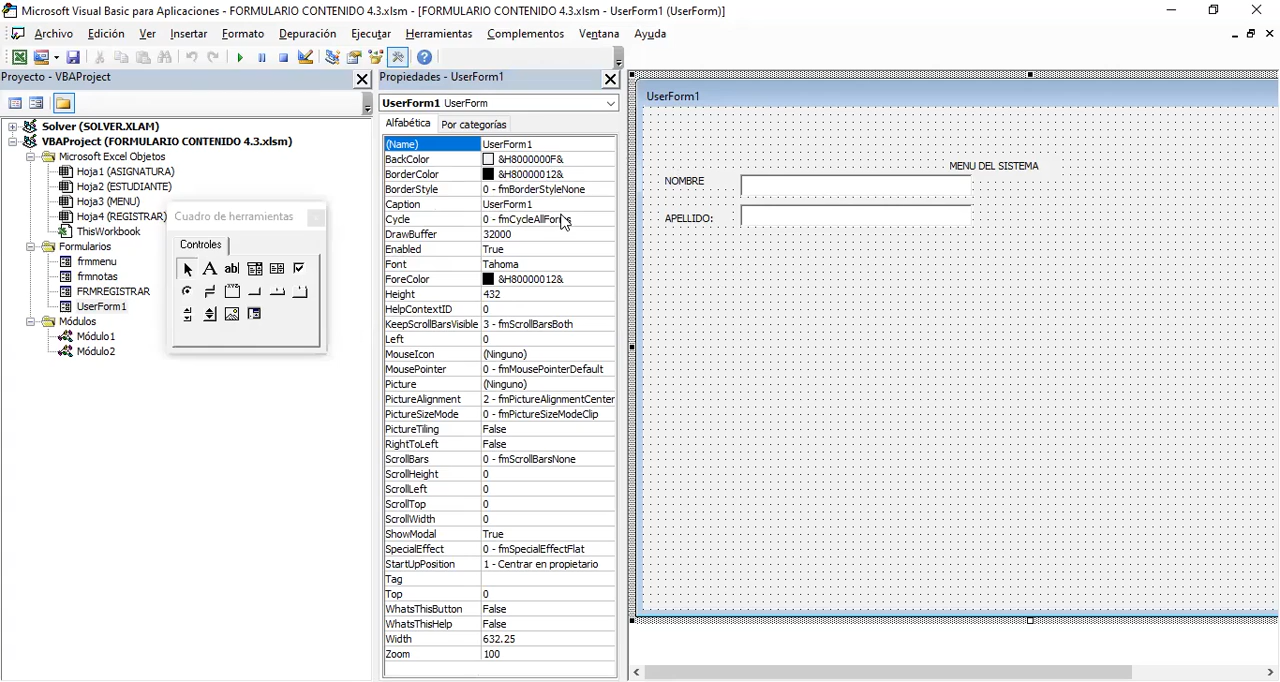 Microsoft Visual Basic para Aplicaciones - FORMULARIO CONTENIDO 4.3.xlsm - [FORMULARIO CONTENIDO 4.3.xlsm - UserForm1 (UserForm)]
Archivo Edición Ver Insertar Formato Depuración Ejecutar Herramientas Complementos Ventana Ayuda
Proyecto - VBAProject
Solver (SOLVER.XLAM)
VBAProject (FORMULARIO CONTENIDO 4.3.xlsm)
Microsoft Excel Objetos
Hoja1 (ASIGNATURA)
Hoja2 (ESTUDIANTE)
Hoja3 (MENU)
Hoja4 (REGISTRAR)
ThisWorkbook
Formularios
frmmenu
frmnotas
FRMREGISTRAR
UserForm1
Módulos
Módulo1
Módulo2
Cuadro de herramientas
Controles
Propiedades - UserForm1
UserForm1 UserForm
Alfabética Por categorías
(Name) UserForm1
BackColor &H8000000F&
BorderColor &H80000012&
BorderStyle 0 - fmBorderStyleNone
Caption UserForm1
Cycle 0 - fmCycleAllForms
DrawBuffer 32000
Enabled True
Font Tahoma
ForeColor &H80000012&
Height 432
HelpContextID 0
KeepScrollBarsVisible 3 - fmScrollBarsBoth
Left 0
MouseIcon (Ninguno)
MousePointer 0 - fmMousePointerDefault
Picture (Ninguno)
PictureAlignment 2 - fmPictureAlignmentCenter
PictureSizeMode 0 - fmPictureSizeModeClip
PictureTiling False
RightToLeft False
ScrollBars 0 - fmScrollBarsNone
ScrollHeight 0
ScrollLeft 0
ScrollTop 0
ScrollWidth 0
ShowModal True
SpecialEffect 0 - fmSpecialEffectFlat
StartUpPosition 1 - Centrar en propietario
Tag
Top 0
WhatsThisButton False
WhatsThisHelp False
Width 632.25
Zoom 100
UserForm1
MENU DEL SISTEMA
NOMBRE
APELLIDO: